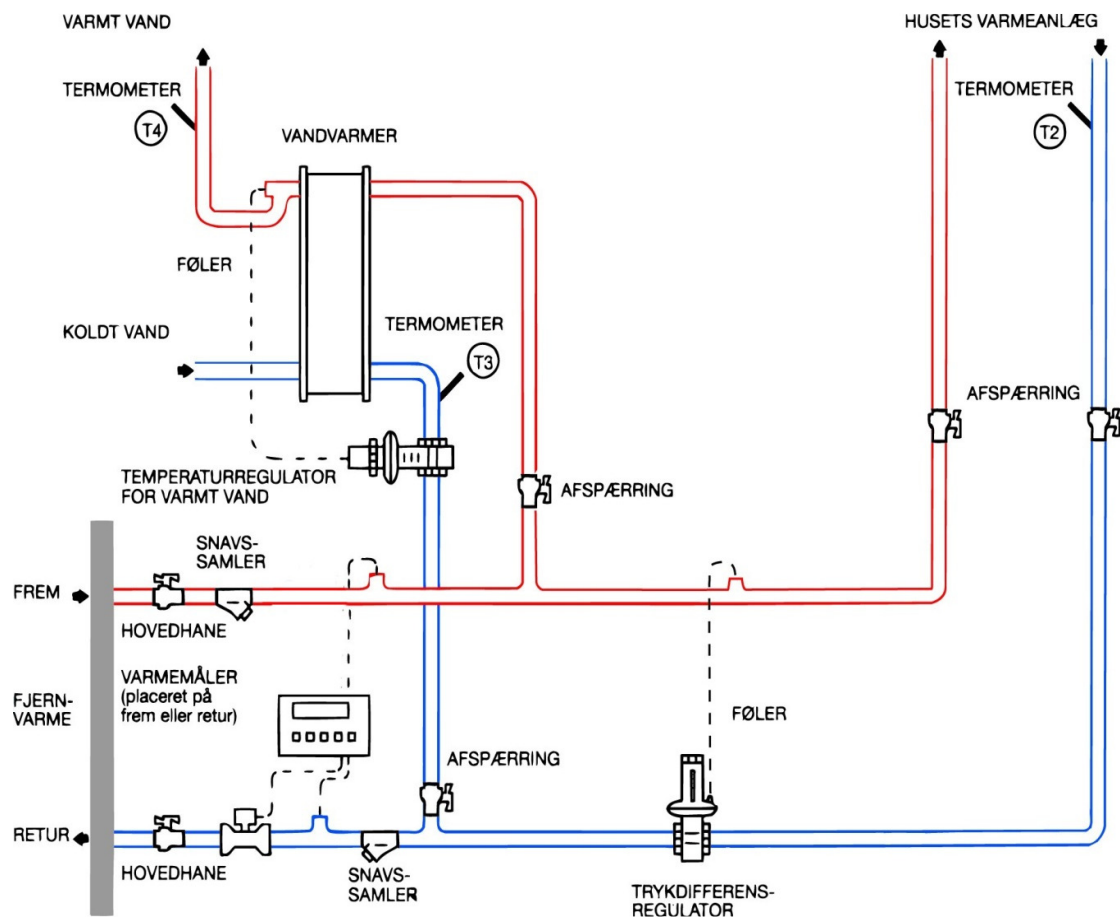 VARMT VAND
HUSETS VARMEANLÆG
TERMOMETER
T4
TERMOMETER
T2
VANDVARMER
FØLER
KOLDT VAND
TERMOMETER
T3
AFSPÆRRING
TEMPERATURREGULATOR
FOR VARMT VAND
AFSPÆRRING
SNAVS-
SAMLER
FREM
HOVEDHANE
VARMEMÅLER
(placeret på
frem eller retur)
FJERN-
VARME
FØLER
AFSPÆRRING
RETUR
HOVEDHANE
SNAVS-
SAMLER
TRYKDIFFERENS-
REGULATOR